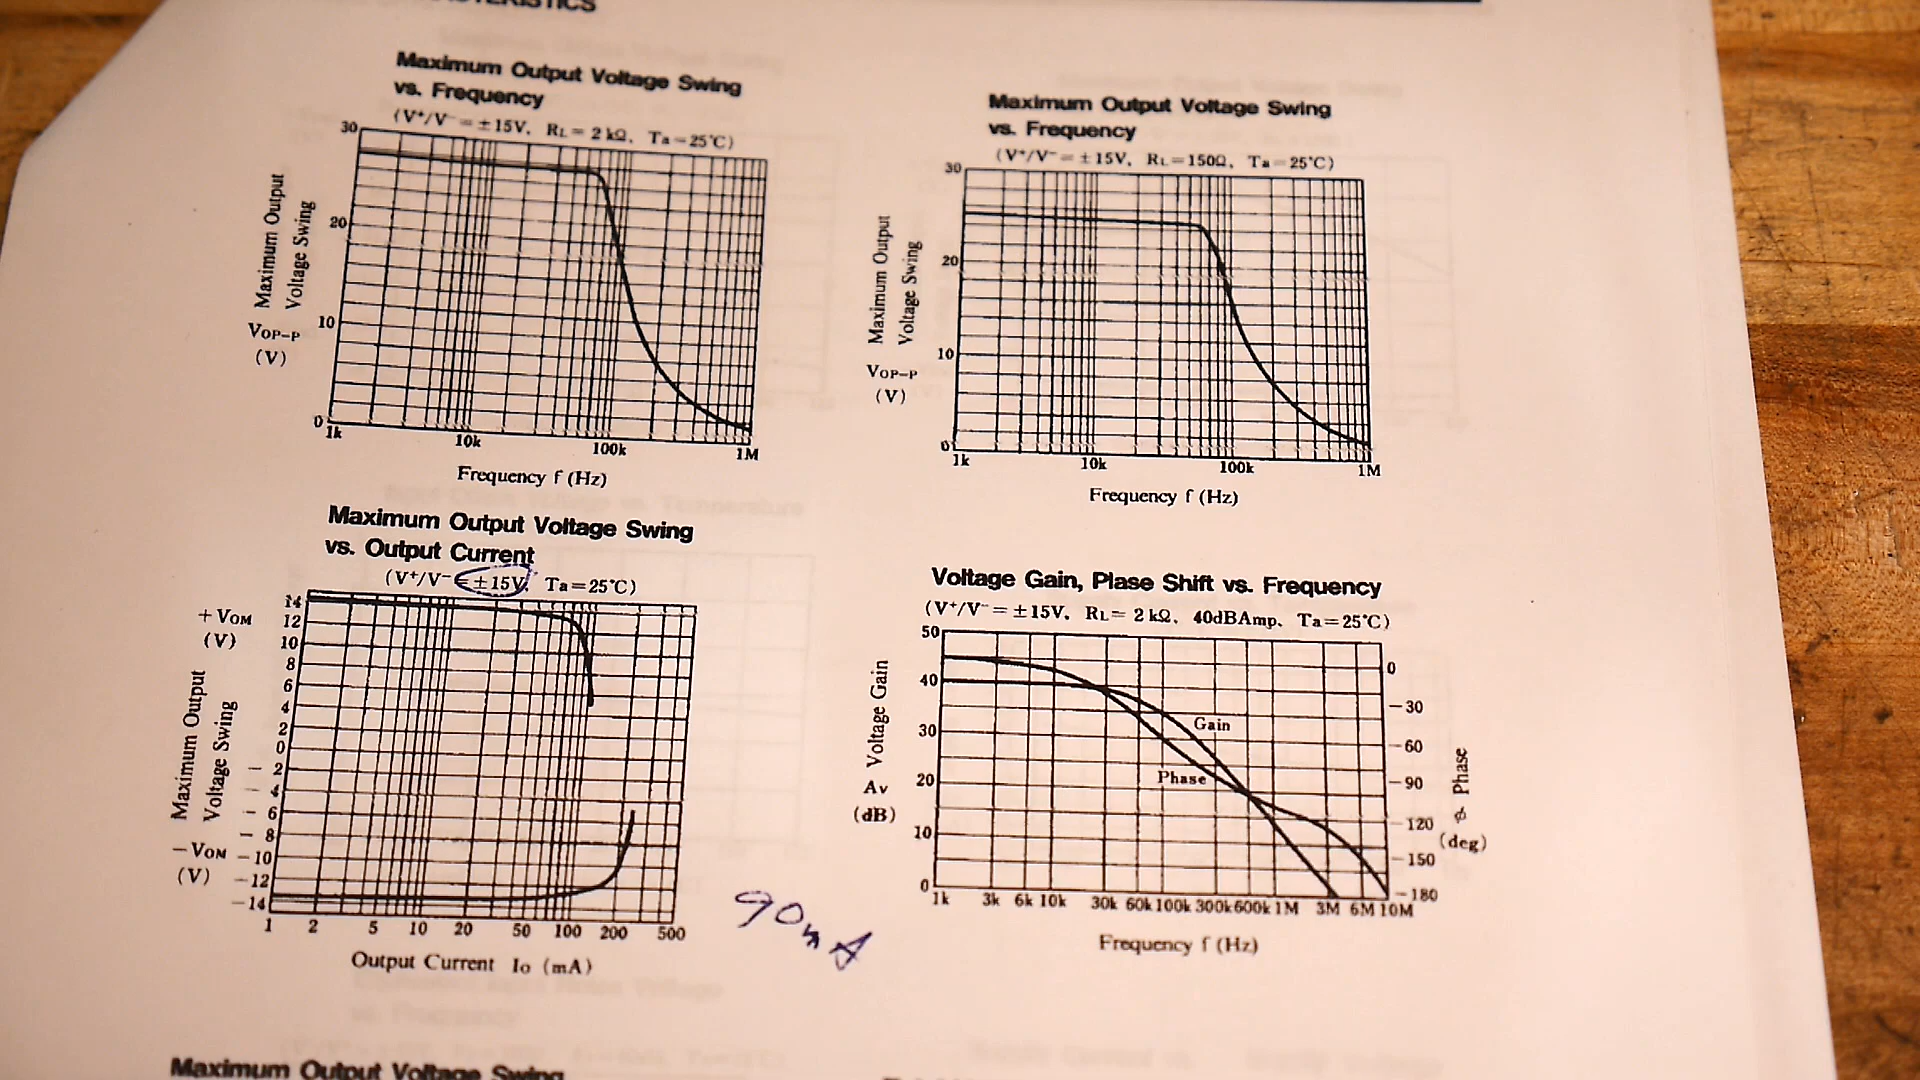 Maximum Output Voltage Swing
vs. Frequency
(V⁺/V⁻=±15V, RL=2kΩ, Ta=25℃)
30
20
10
0
Maximum Output
Voltage Swing
VOP-P
(V)
1k 10k 100k 1M
Frequency f (Hz)
Maximum Output Voltage Swing
vs. Frequency
(V⁺/V⁻=±15V, RL=150Ω, Ta=25℃)
30
20
10
0
Maximum Output
Voltage Swing
VOP-P
(V)
1k 10k 100k 1M
Frequency f (Hz)
Maximum Output Voltage Swing
vs. Output Current
(V⁺/V⁻=±15V, Ta=25℃)
+VOM
(V)
Maximum Output
Voltage Swing
-VOM
(V)
14
12
10
8
6
4
2
0
-2
-4
-6
-8
-10
-12
-14
1 2 5 10 20 50 100 200 500
Output Current Io (mA)
90mA
Voltage Gain, Plase Shift vs. Frequency
(V⁺/V⁻=±15V, RL=2kΩ, 40dBAmp, Ta=25℃)
50
40
30
20
10
0
Voltage Gain
Av
(dB)
Gain
Phase
0
-30
-60
-90
-120
-150
-180
Phase
ϕ
(deg)
1k 3k 6k 10k 30k 60k 100k 300k 600k 1M 3M 6M 10M
Frequency f (Hz)
Maximum Output Voltage Swing